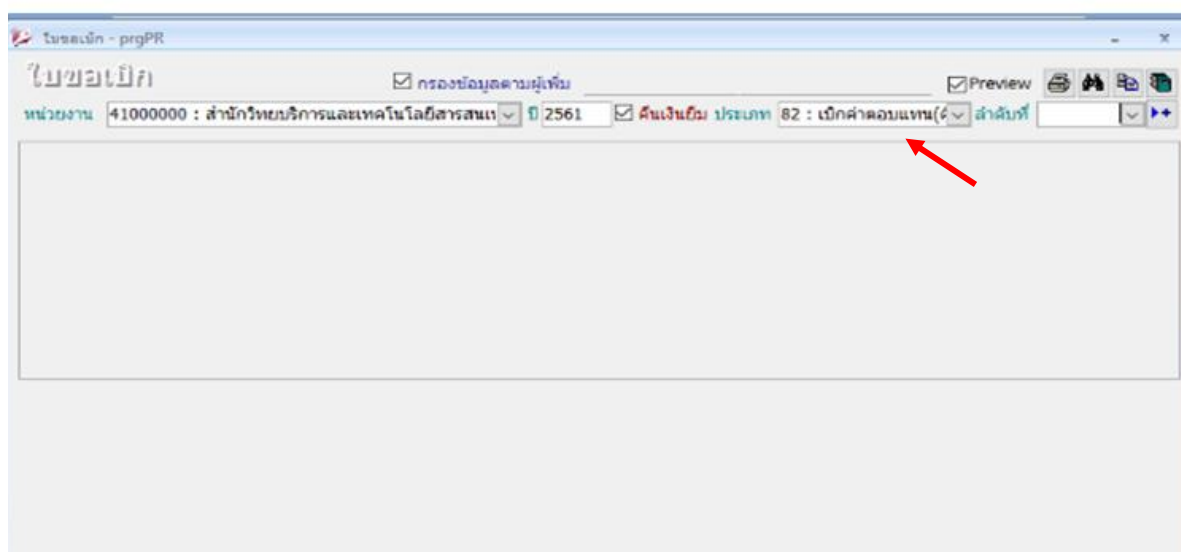 ใบขอเบิก - prgPR
ใบขอเบิก กรองข้อมูลตามผู้เพิ่ม Preview
หน่วยงาน 41000000 : สำนักวิทยบริการและเทคโนโลยีสารสนเท ปี 2561 คืนเงินยืม ประเภท 82 : เบิกค่าตอบแทน( ลำดับที่